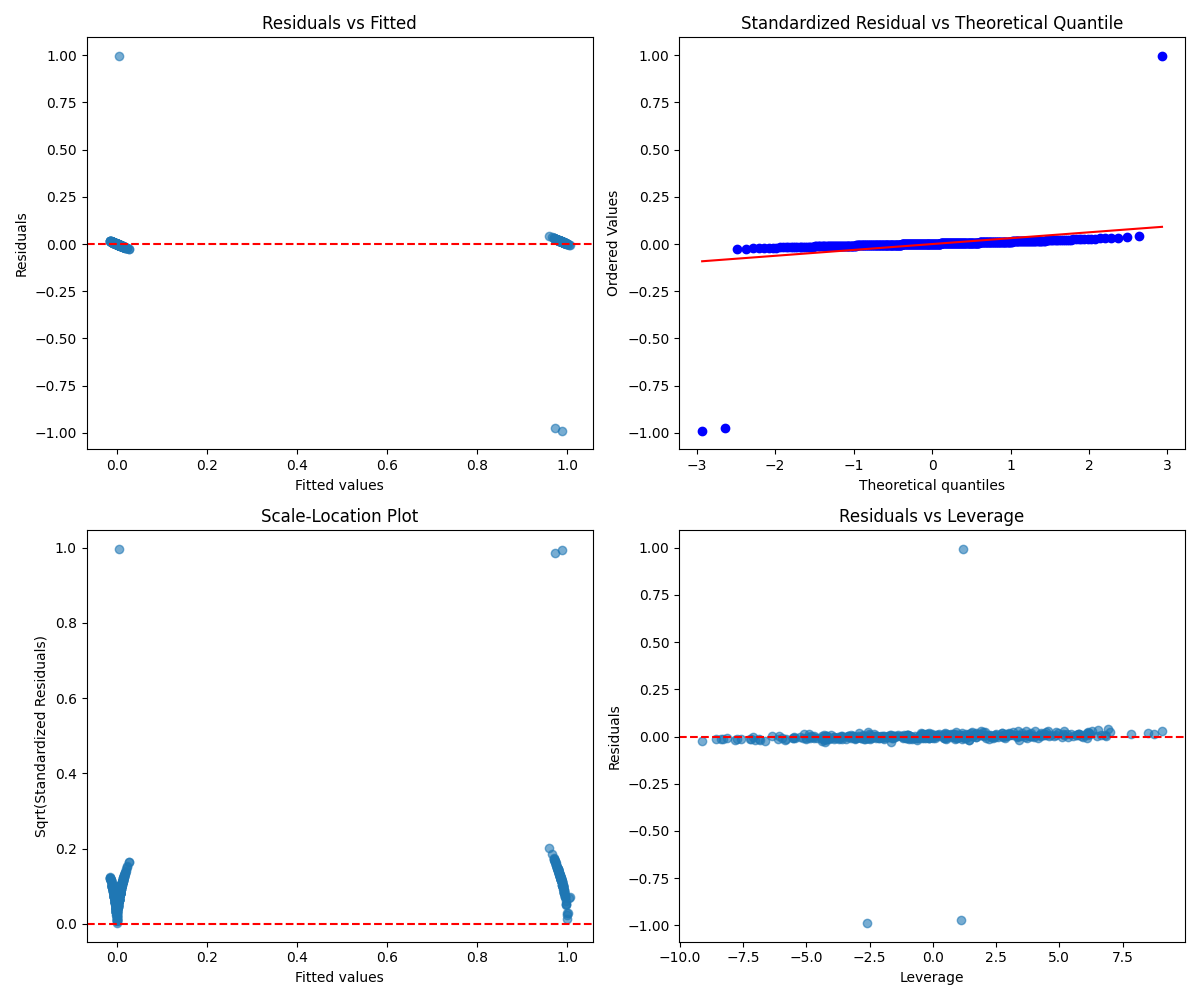 Residuals vs Fitted
1.00
0.75
0.50
0.25
0.00
−0.25
−0.50
−0.75
−1.00
Residuals
0.0 0.2 0.4 0.6 0.8 1.0
Fitted values
Standardized Residual vs Theoretical Quantile
1.00
0.75
0.50
0.25
0.00
−0.25
−0.50
−0.75
−1.00
Ordered Values
−3 −2 −1 0 1 2 3
Theoretical quantiles
Scale-Location Plot
1.0
0.8
0.6
0.4
0.2
0.0
Sqrt(Standardized Residuals)
0.0 0.2 0.4 0.6 0.8 1.0
Fitted values
Residuals vs Leverage
1.00
0.75
0.50
0.25
0.00
−0.25
−0.50
−0.75
−1.00
Residuals
−10.0 −7.5 −5.0 −2.5 0.0 2.5 5.0 7.5
Leverage